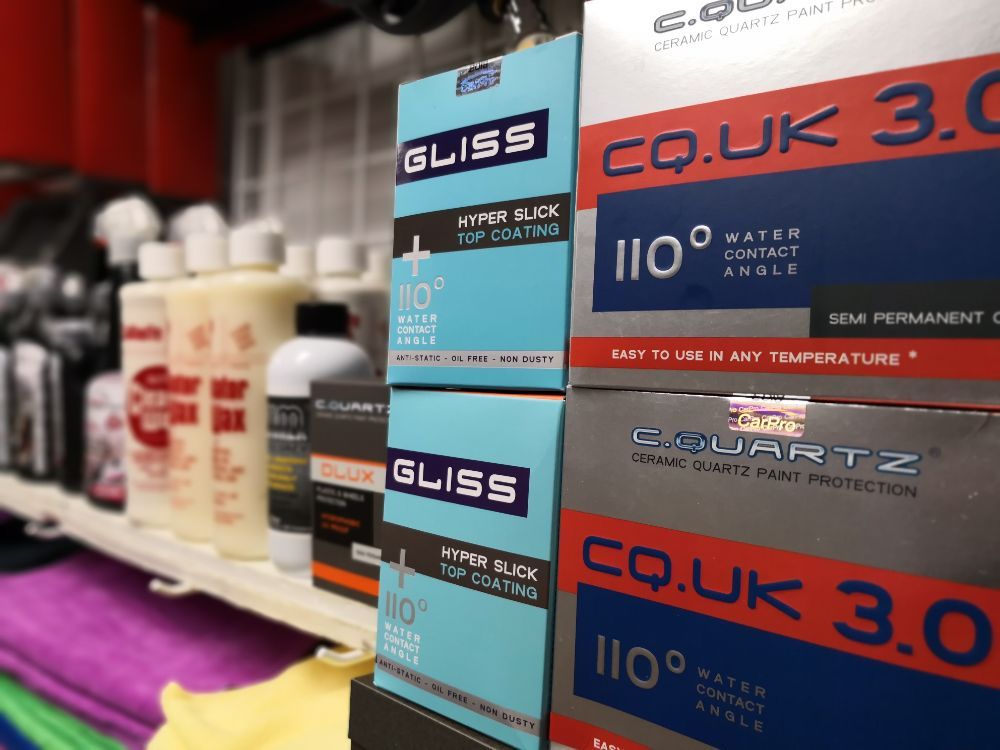 GLISS
HYPER SLICK
TOP COATING
+
110°
WATER
CONTACT
ANGLE
ANTI-STATIC - OIL FREE - NON DUSTY
CERAMIC QUARTZ PAINT
CQ.UK 3.0
110°
WATER
CONTACT
ANGLE
SEMI PERMANENT
EASY TO USE IN ANY TEMPERATURE *
GLISS
HYPER SLICK
TOP COATING
+
110°
WATER
CONTACT
ANGLE
ANTI-STATIC - OIL FREE - NON DUSTY
CarPro
C.QUARTZ®
CERAMIC QUARTZ PAINT PROTECTION
CQ.UK 3.0
110°
WATER
CONTACT
ANGLE
C.QUARTZ
DLUX